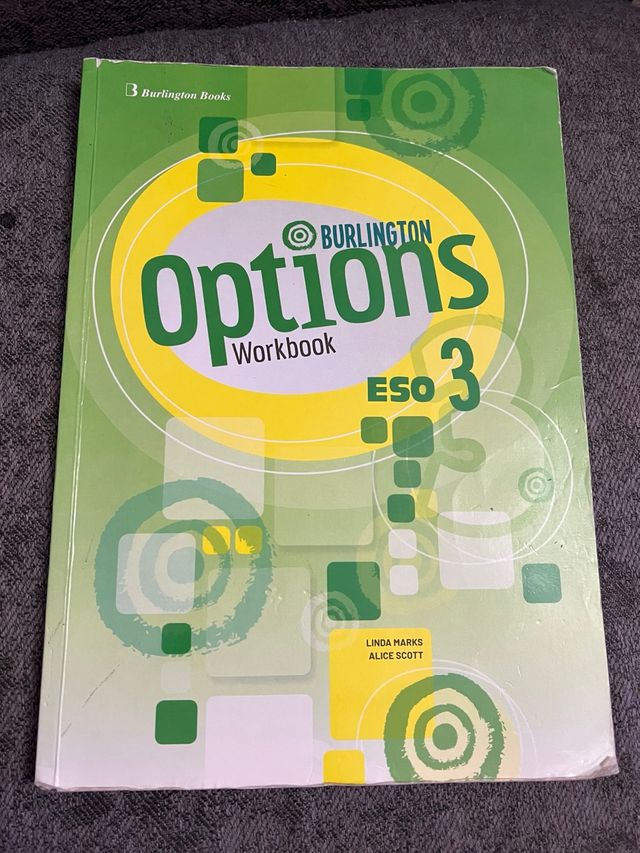 Burlington Books
BURLINGTON
Options
Workbook
ESO 3
LINDA MARKS
ALICE SCOTT